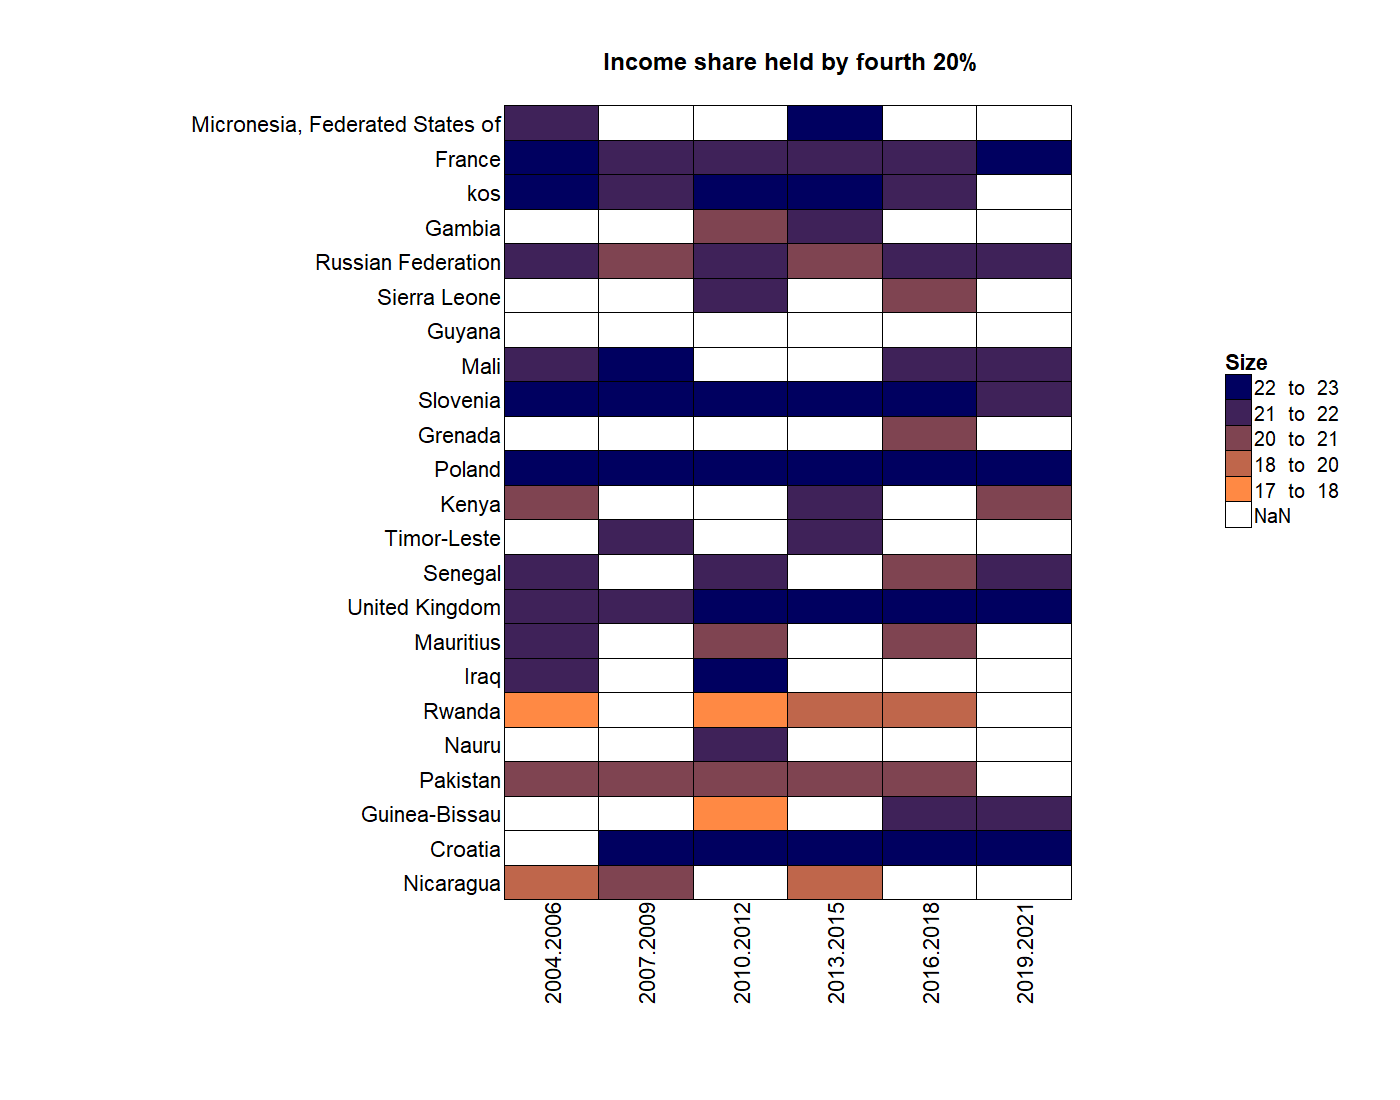 Income share held by fourth 20%
Micronesia, Federated States of
France
kos
Gambia
Russian Federation
Sierra Leone
Guyana
Mali
Slovenia
Grenada
Poland
Kenya
Timor-Leste
Senegal
United Kingdom
Mauritius
Iraq
Rwanda
Nauru
Pakistan
Guinea-Bissau
Croatia
Nicaragua
2004.2006
2007.2009
2010.2012
2013.2015
2016.2018
2019.2021
Size
22 to 23
21 to 22
20 to 21
18 to 20
17 to 18
NaN